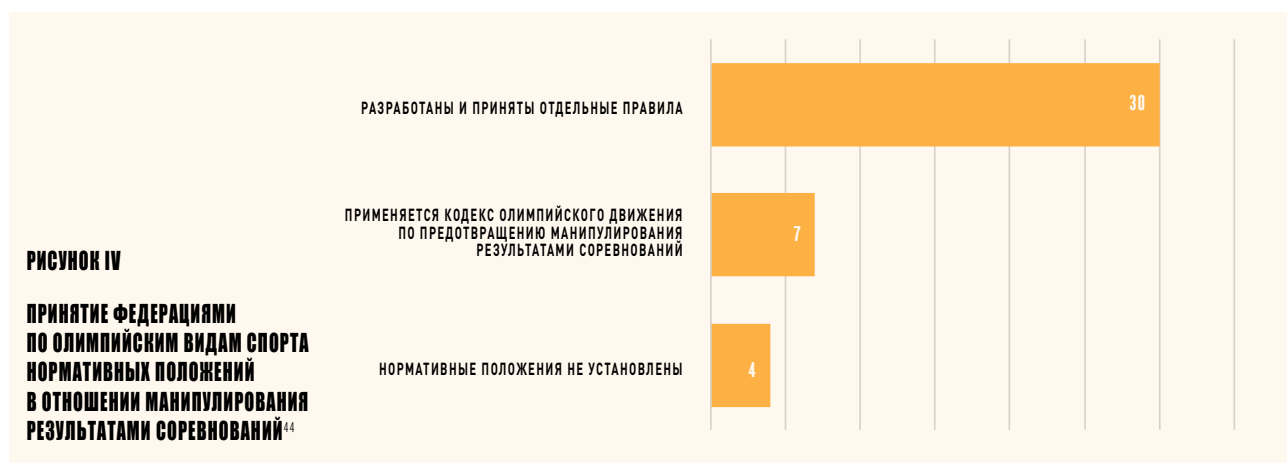 РАЗРАБОТАНЫ И ПРИНЯТЫ ОТДЕЛЬНЫЕ ПРАВИЛА
30
ПРИМЕНЯЕТСЯ КОДЕКС ОЛИМПИЙСКОГО ДВИЖЕНИЯ
ПО ПРЕДОТВРАЩЕНИЮ МАНИПУЛИРОВАНИЯ
РЕЗУЛЬТАТАМИ СОРЕВНОВАНИЙ
7
НОРМАТИВНЫЕ ПОЛОЖЕНИЯ НЕ УСТАНОВЛЕНЫ
4
РИСУНОК IV
ПРИНЯТИЕ ФЕДЕРАЦИЯМИ
ПО ОЛИМПИЙСКИМ ВИДАМ СПОРТА
НОРМАТИВНЫХ ПОЛОЖЕНИЙ
В ОТНОШЕНИИ МАНИПУЛИРОВАНИЯ
РЕЗУЛЬТАТАМИ СОРЕВНОВАНИЙ44